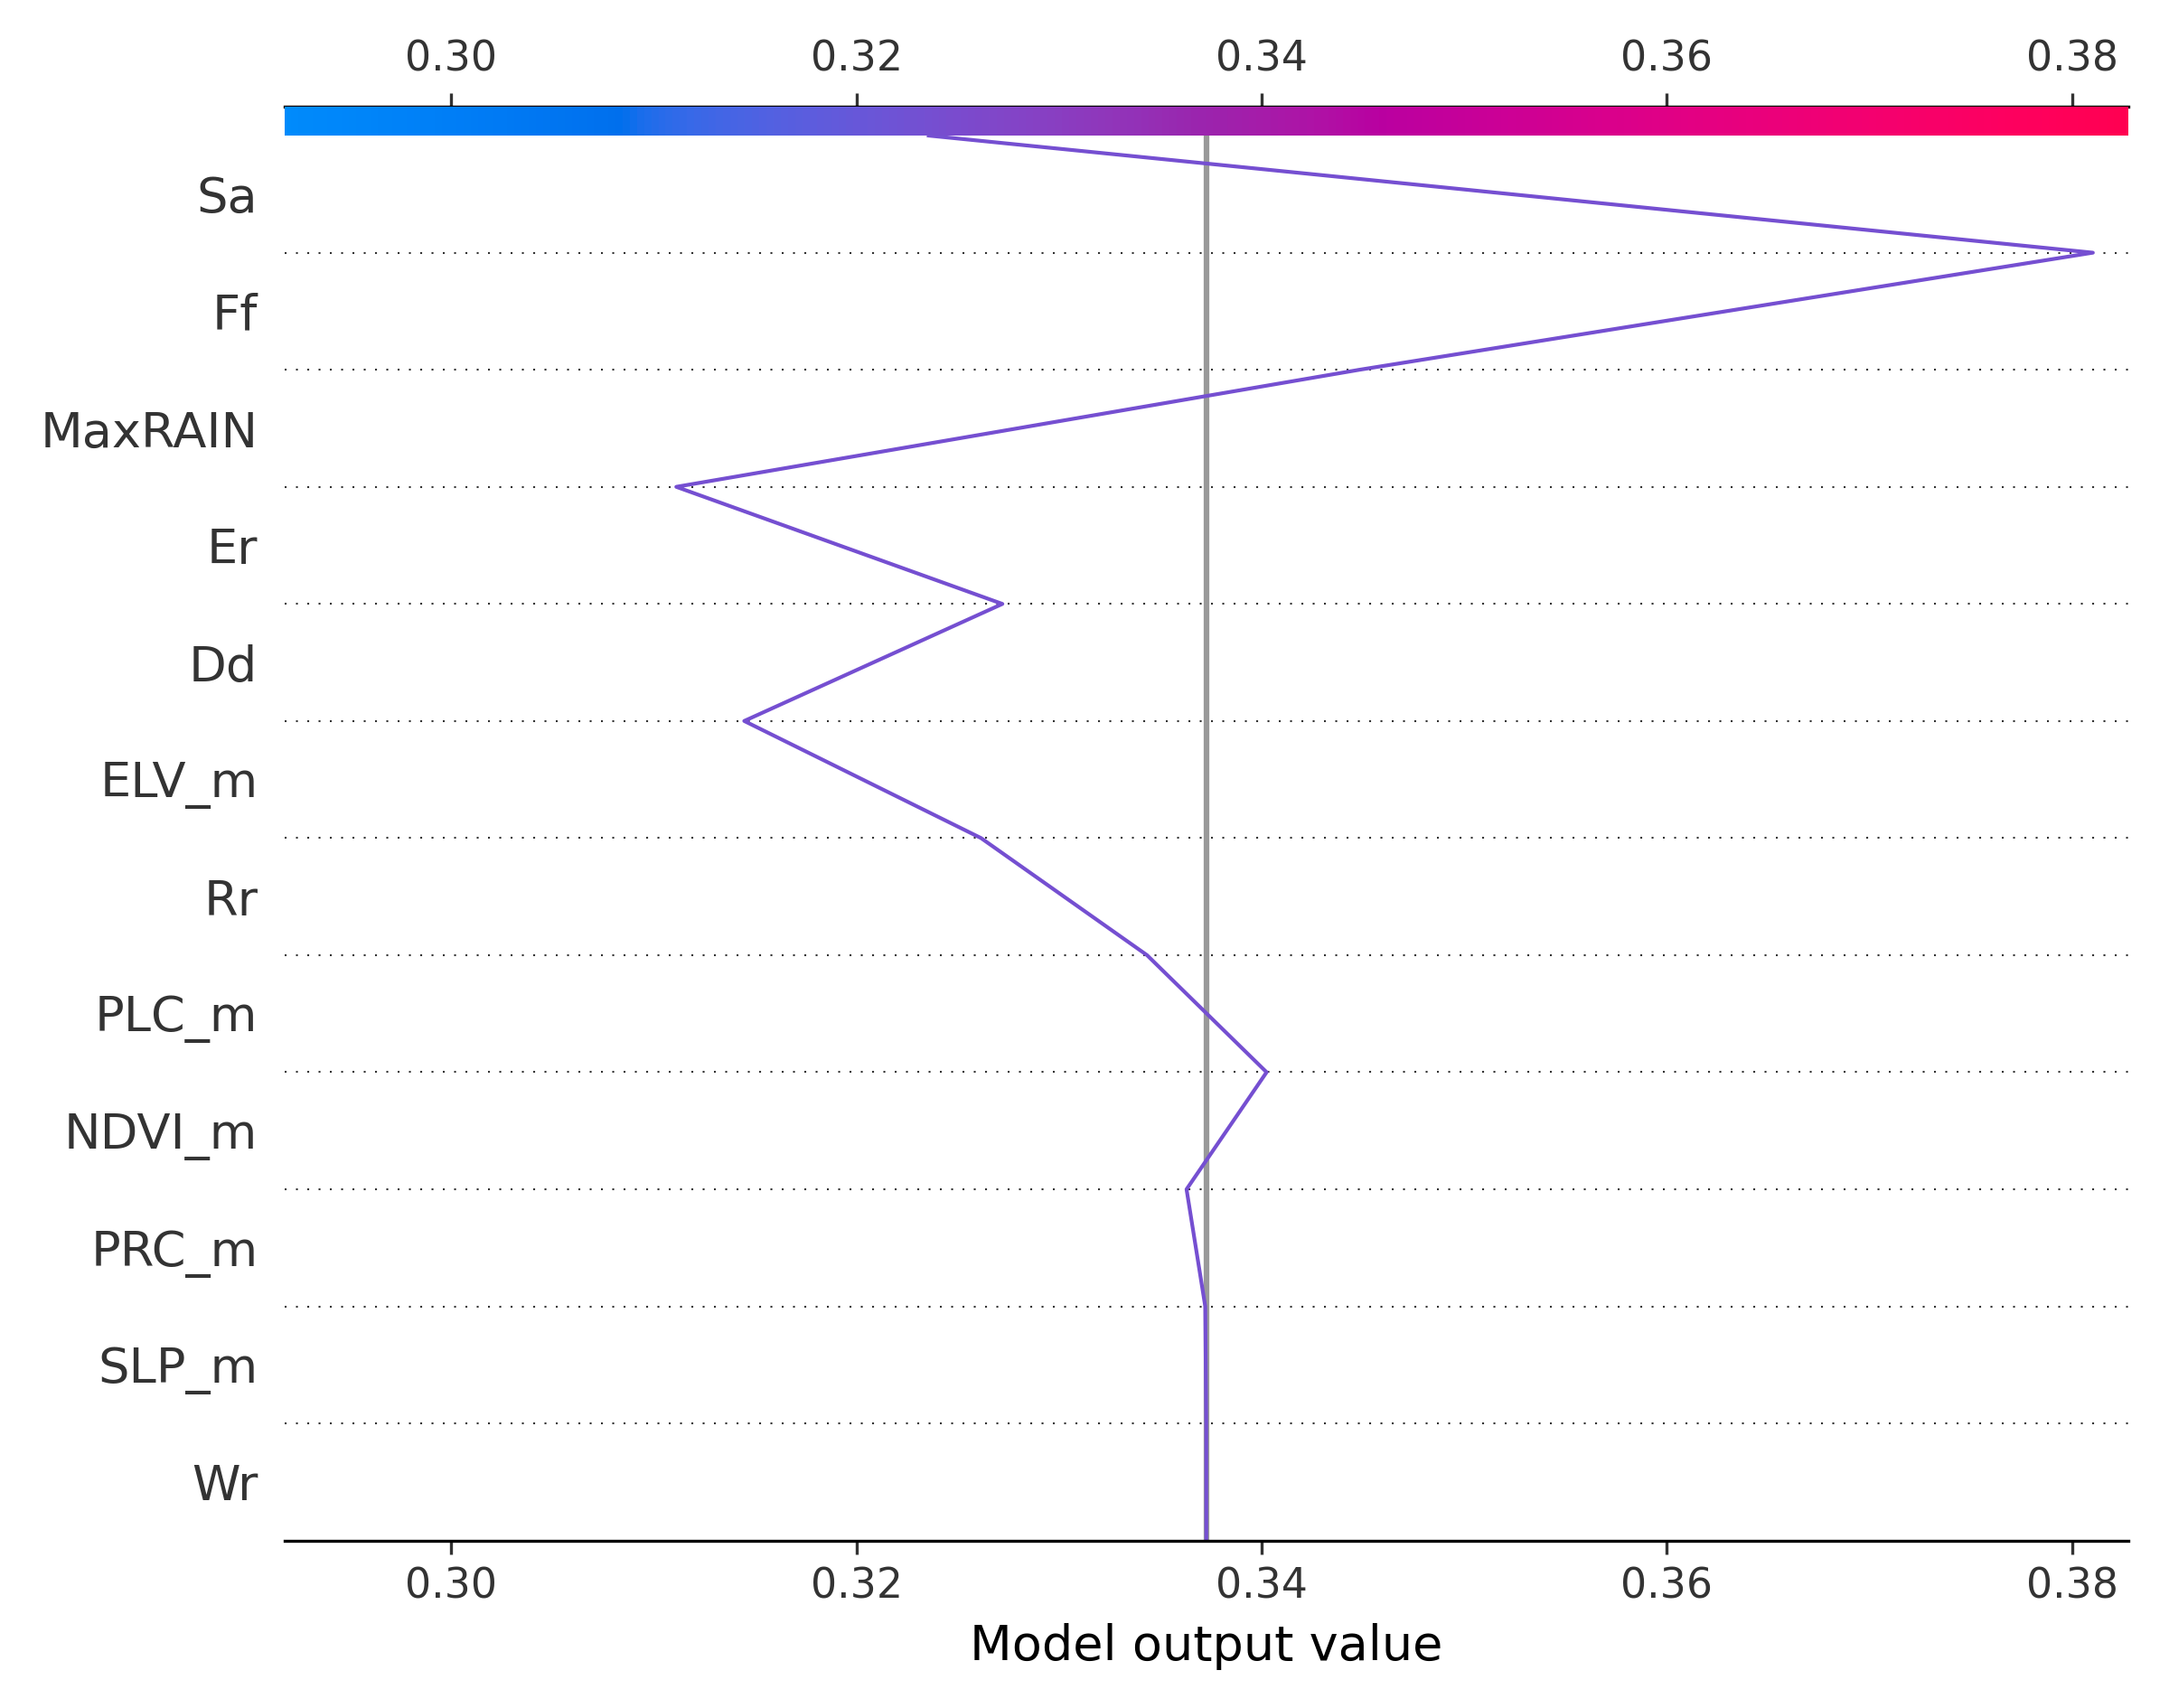 0.30 0.32 0.34 0.36 0.38
Sa
Ff
MaxRAIN
Er
Dd
ELV_m
Rr
PLC_m
NDVI_m
PRC_m
SLP_m
Wr
0.30 0.32 0.34 0.36 0.38
Model output value